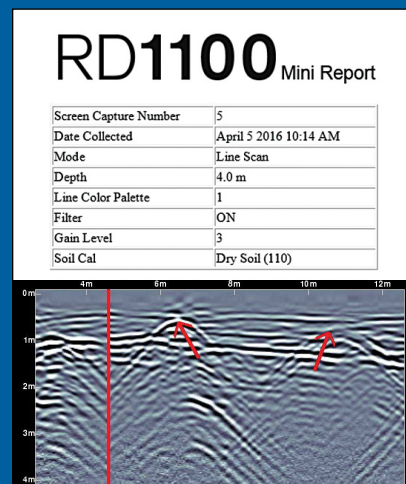 RD1100 Mini Report
Screen Capture Number 5
Date Collected April 5 2016 10:14 AM
Mode Line Scan
Depth 4.0 m
Line Color Palette 1
Filter ON
Gain Level 3
Soil Cal Dry Soil (110)
4m 6m 8m 10m 12m
0m
1m
2m
3m
4m